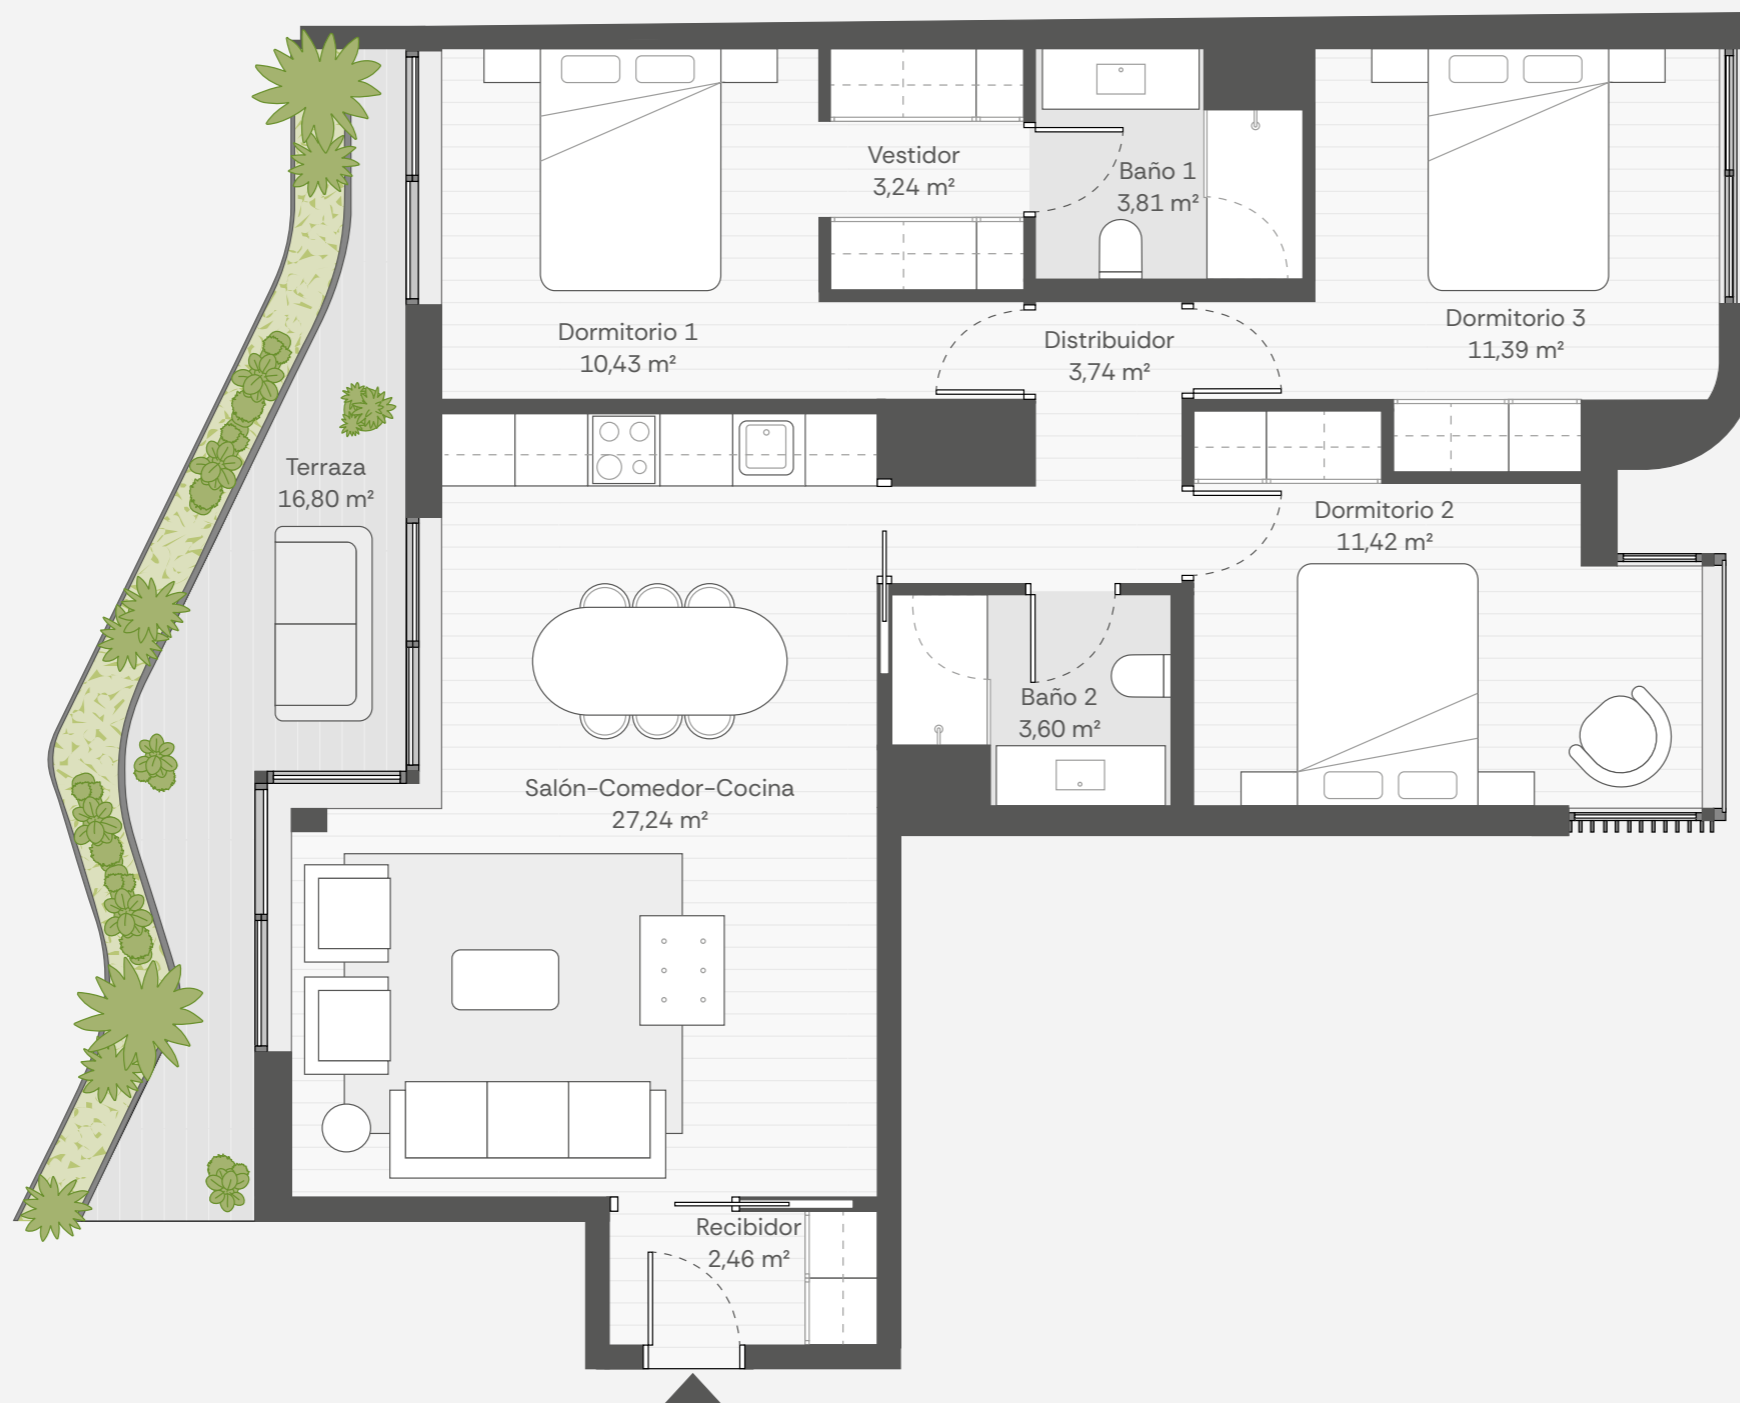 Vestidor
3,24 m²
Baño 1
3,81 m²
Dormitorio 1
10,43 m²
Distribuidor
3,74 m²
Dormitorio 3
11,39 m²
Terraza
16,80 m²
Dormitorio 2
11,42 m²
Baño 2
3,60 m²
Salón-Comedor-Cocina
27,24 m²
Recibidor
2,46 m²